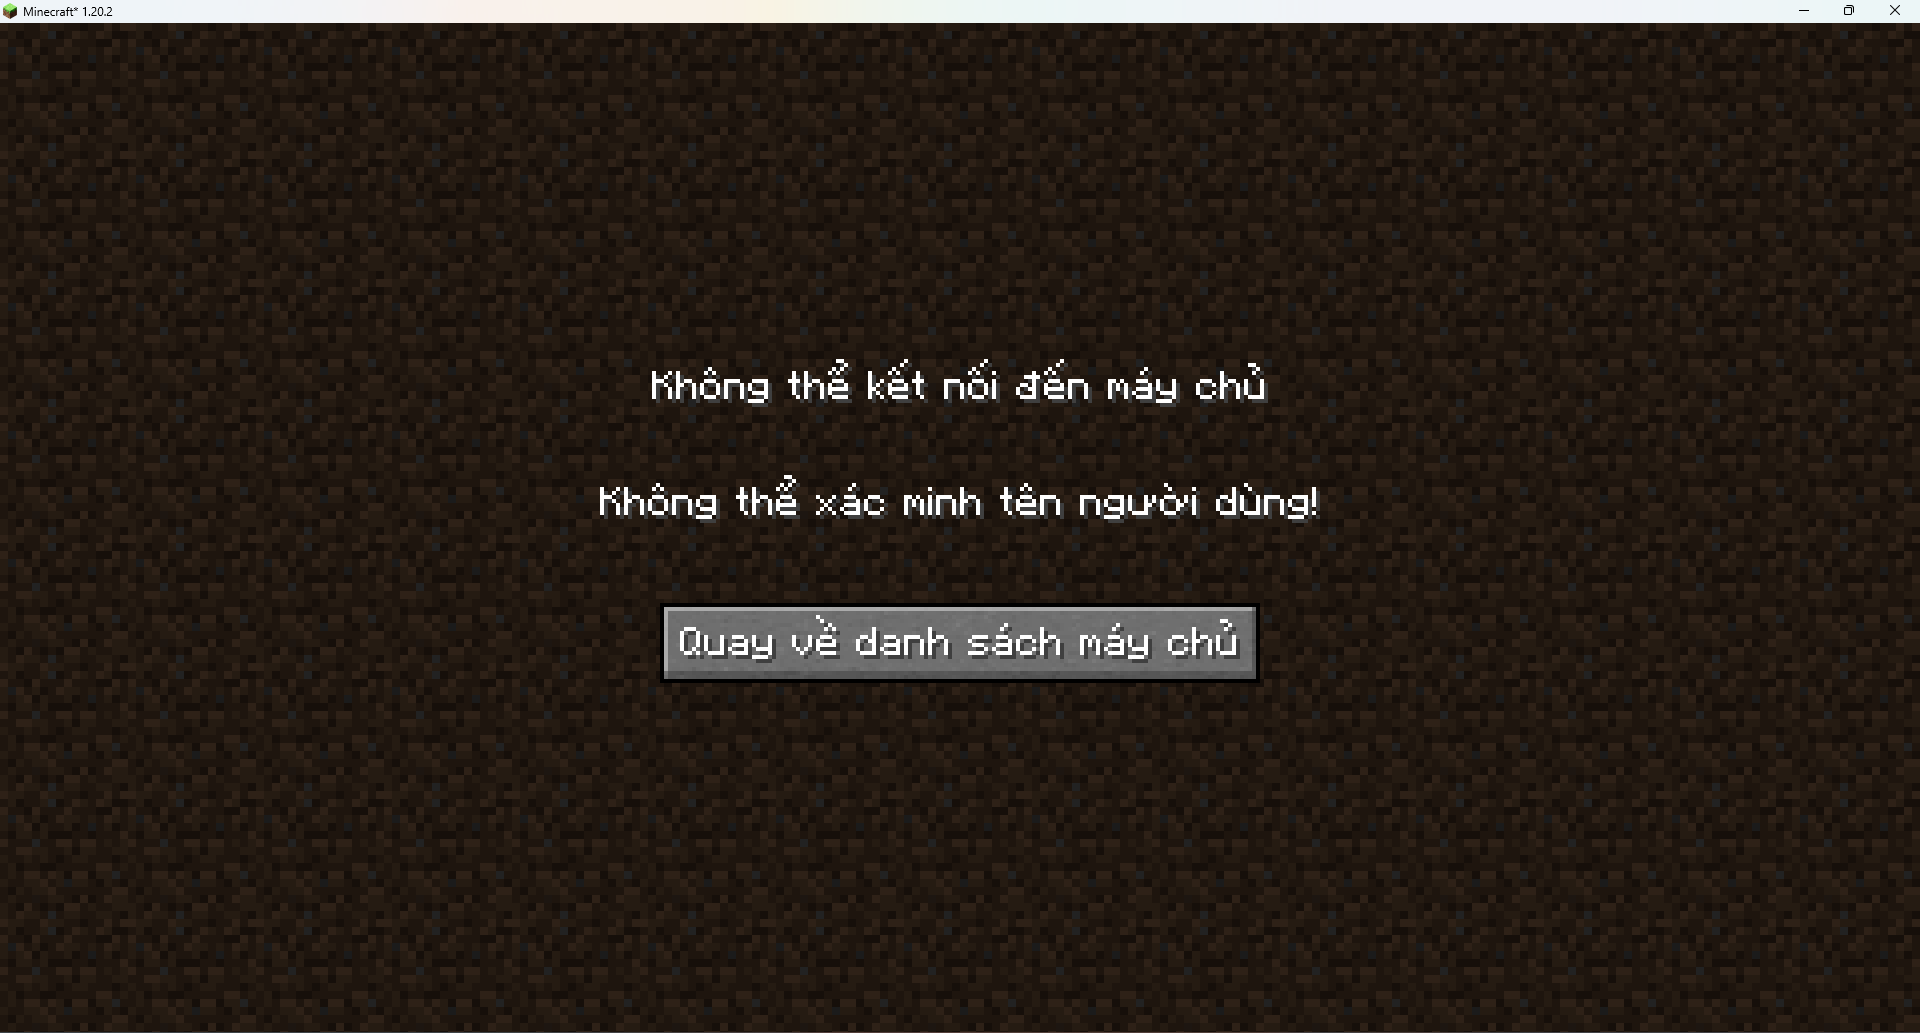 Minecraft* 1.20.2
Không thể kết nối đến máy chủ
Không thể xác minh tên người dùng!
Quay về danh sách máy chủ